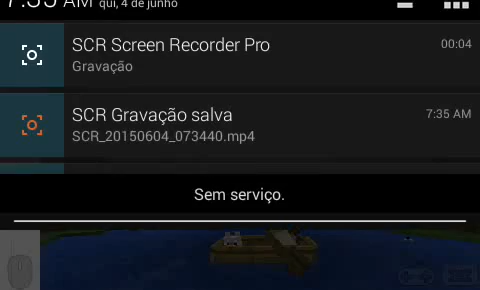 7:35 AM qui, 4 de junho
SCR Screen Recorder Pro
00:04
Gravação
SCR Gravação salva
7:35 AM
SCR_20150604_073440.mp4
Sem serviço.